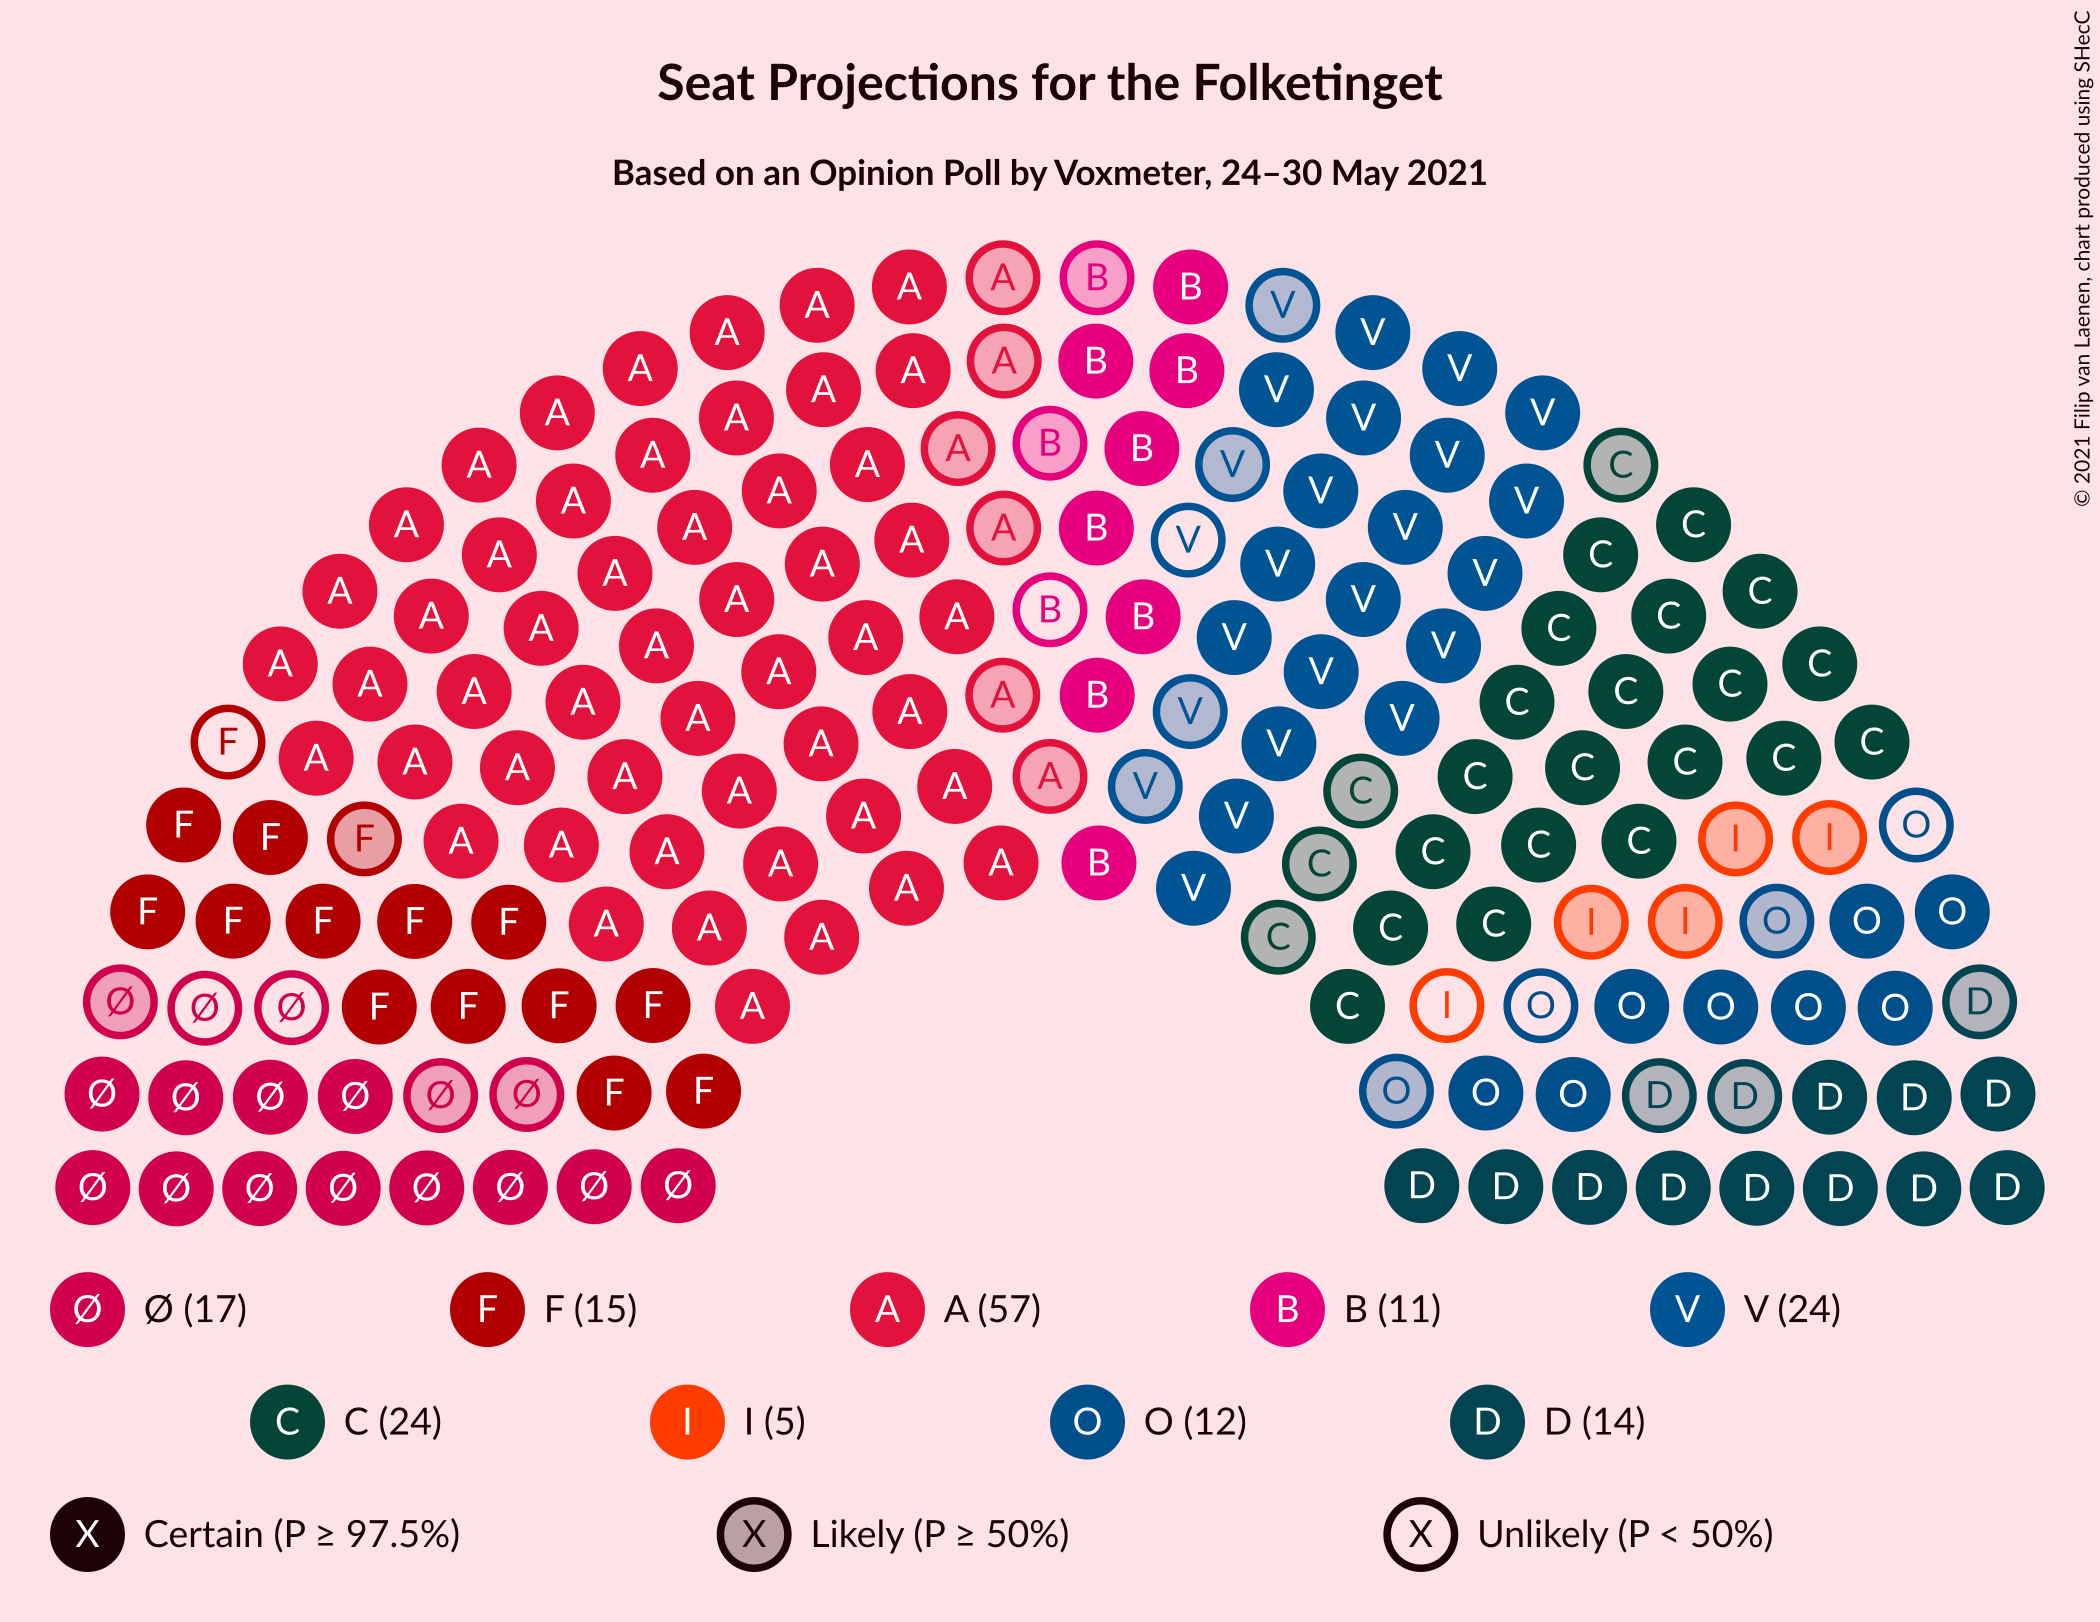 Seat Projections for the Folketinget
Based on an Opinion Poll by Voxmeter, 24–30 May 2021
© 2021 Filip van Laenen, chart produced using SHecC
A A A B B V V
A A A A B B V V V
A A A A A B B V V V V C
A A A A A A B V V V V V C C
A A A A A A A B B V V V V C C C C
A A A A A A A A A B V V V V C C C C
F A A A A A A A A A V V C C C C C C
F F F A A A A A A B V C C C C I I O
F F F F F A A A C C C I I O O O
Ø Ø Ø F F F F A C I O O O O O D
Ø Ø Ø Ø Ø Ø F F O O O D D D D D
Ø Ø Ø Ø Ø Ø Ø Ø D D D D D D D D
Ø Ø (17) F F (15) A A (57) B B (11) V V (24)
C C (24) I I (5) O O (12) D D (14)
X Certain (P ≥ 97.5%) X Likely (P ≥ 50%) X Unlikely (P < 50%)